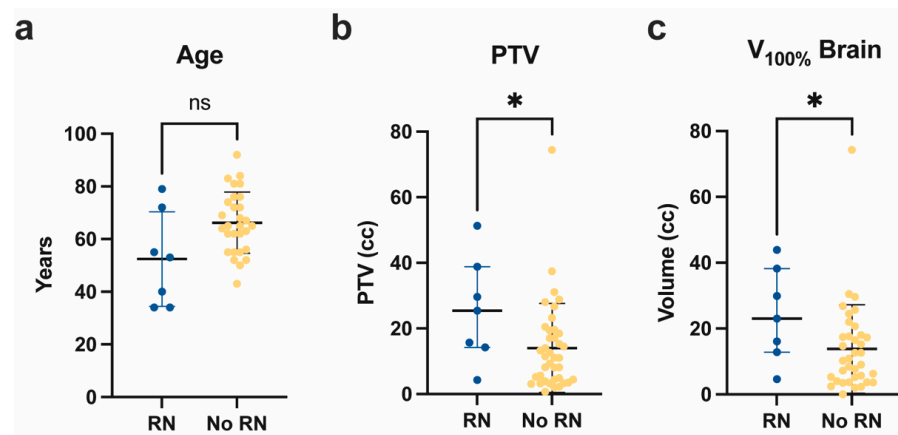 a
Age
ns
100
80
60
40
20
0
Years
RN
No RN
b
PTV
*
80
60
40
20
0
PTV (cc)
RN
No RN
c
V100% Brain
*
80
60
40
20
0
Volume (cc)
RN
No RN